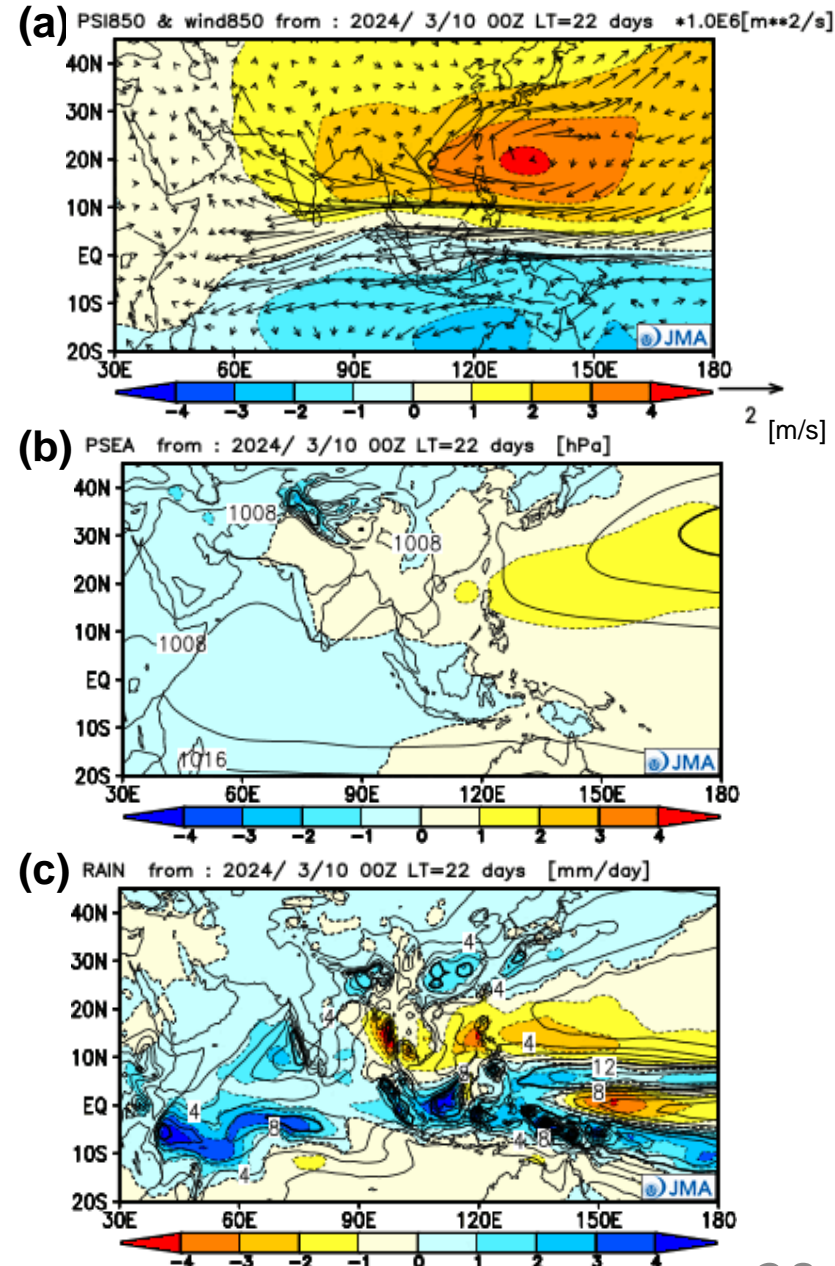 (a) PSI850 & wind850 from : 2024/ 3/10 00Z LT=22 days *1.0E6[m**2/s]
40N
30N
20N
10N
EQ
10S
20S
JMA
30E 60E 90E 120E 150E 180
-4 -3 -2 -1 0 1 2 3 4
2 [m/s]
(b) PSEA from : 2024/ 3/10 00Z LT=22 days [hPa]
40N
1008
30N
1008
20N
10N
1008
EQ
10S
1016
20S
JMA
30E 60E 90E 120E 150E 180
-4 -3 -2 -1 0 1 2 3 4
(c) RAIN from : 2024/ 3/10 00Z LT=22 days [mm/day]
40N
4
30N
4
20N
4
4
10N
12
8
EQ
4
8
10S
4 8
4
20S
JMA
30E 60E 90E 120E 150E 180
-4 -3 -2 -1 0 1 2 3 4